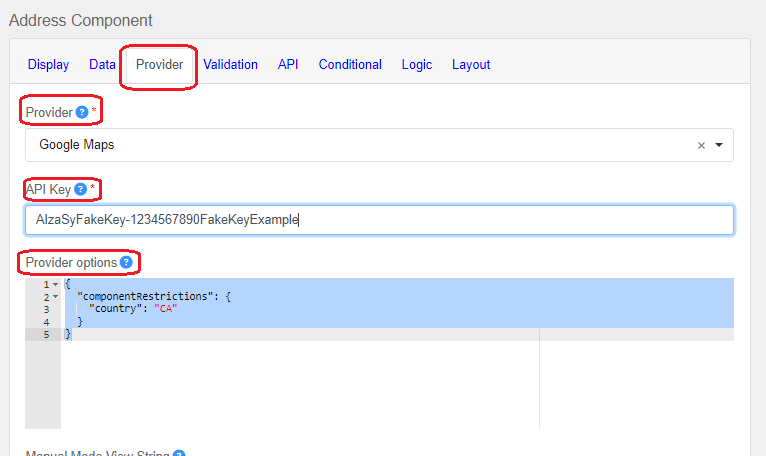 Address Component
Display Data Provider Validation API Conditional Logic Layout
Provider ? *
Google Maps × 
API Key ? *
AIzaSyFakeKey-1234567890FakeKeyExample
Provider options ?
1 {
2 "componentRestrictions": {
3 "country": "CA"
4 }
5 }
Manual Mode View String ?